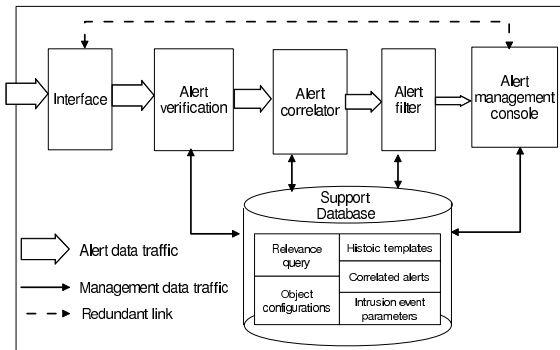 Interface
Alert
verification
Alert
correlator
Alert
filter
Alert
management
console
Support
Database
Relevance
query
Object
configurations
Histoic templates
Correlated alerts
Intrusion event
parameters
Alert data traffic
Management data traffic
Redundant link